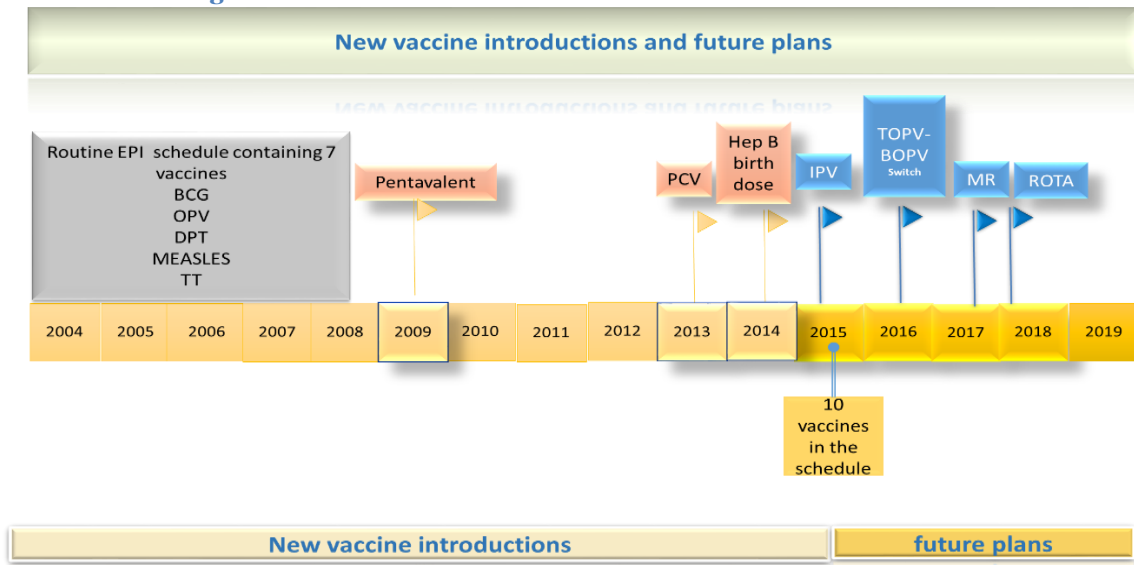 New vaccine introductions and future plans
Routine EPI schedule containing 7
vaccines
BCG
OPV
DPT
MEASLES
TT
Pentavalent
PCV
Hep B
birth
dose
IPV
TOPV-
BOPV
Switch
MR
ROTA
2004
2005
2006
2007
2008
2009
2010
2011
2012
2013
2014
2015
2016
2017
2018
2019
10
vaccines
in the
schedule
New vaccine introductions
future plans